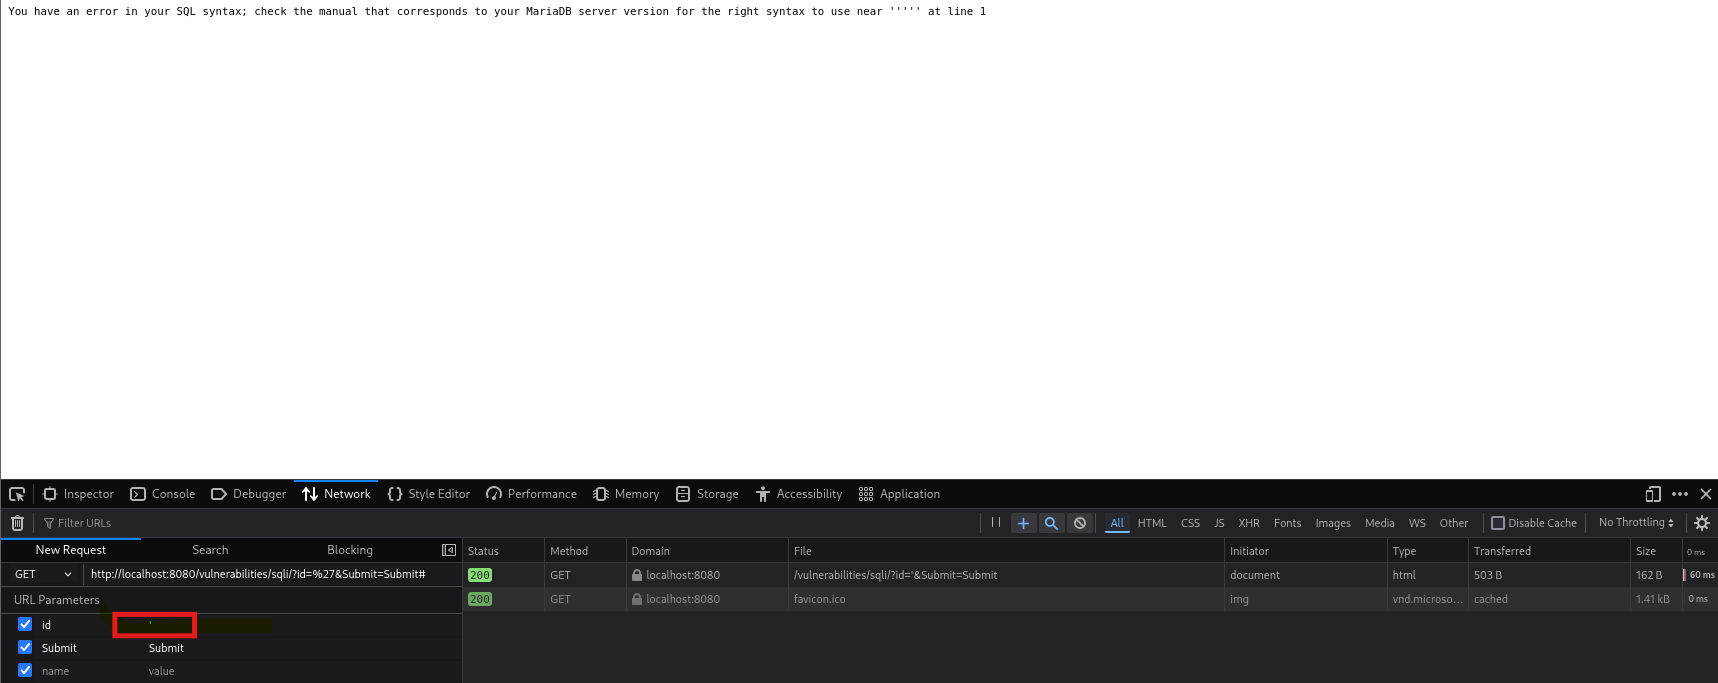 You have an error in your SQL syntax; check the manual that corresponds to your MariaDB server version for the right syntax to use near ''''' at line 1
Inspector Console Debugger Network Style Editor Performance Memory Storage Accessibility Application
Filter URLs All HTML CSS JS XHR Fonts Images Media WS Other Disable Cache No Throttling
New Request Search Blocking Status Method Domain File Initiator Type Transferred Size 0 ms
GET http://localhost:8080/vulnerabilities/sqli/?id=%27&Submit=Submit# 200 GET localhost:8080 /vulnerabilities/sqli/?id='&Submit=Submit document html 503 B 162 B 60 ms
URL Parameters 200 GET localhost:8080 favicon.ico img vnd.microso... cached 1.41 kB 0 ms
id '
Submit Submit
name value